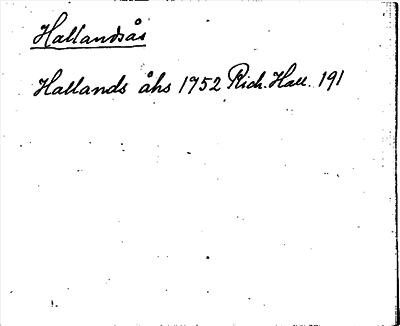 Hallandsås
Hallands åhs 1752 Rich. Hall. 191